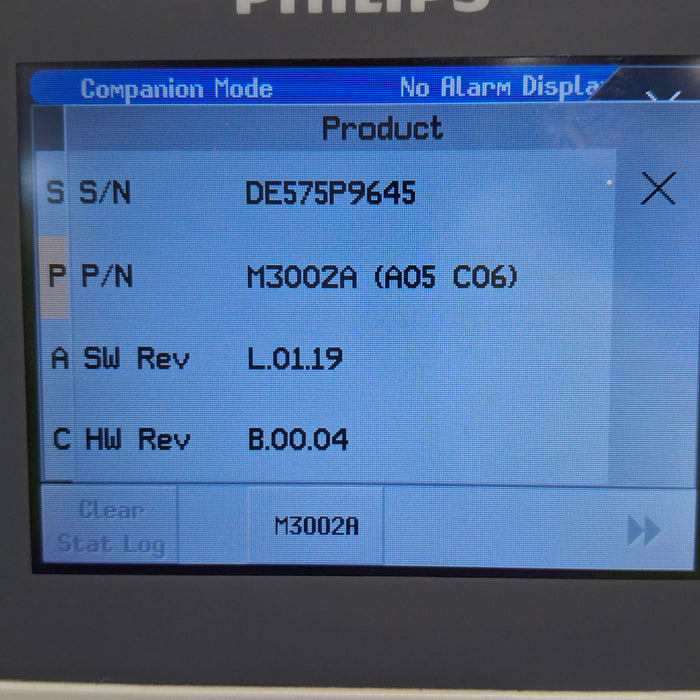 PHILIPS
Companion Mode No Alarm Displa
Product
S S/N DE575P9645
P P/N M3002A (A05 C06)
A SW Rev L.01.19
C HW Rev B.00.04
Clear
Stat Log
M3002A